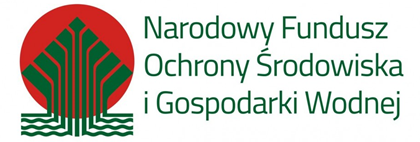 Narodowy Fundusz
Ochrony Środowiska
i Gospodarki Wodnej